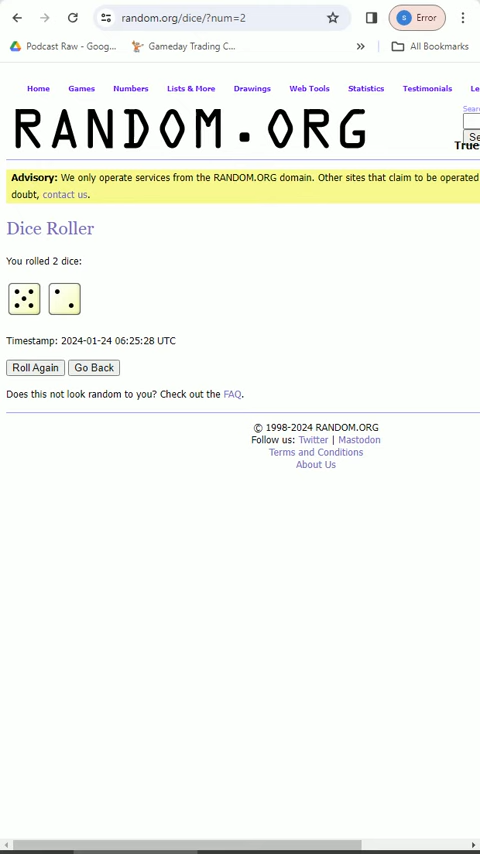 random.org/dice/?num=2
S Error
Podcast Raw - Goog...
Gameday Trading C...
»
All Bookmarks
Home Games Numbers Lists & More Drawings Web Tools Statistics Testimonials Le
RANDOM.ORG
Sear
Se
True
Advisory: We only operate services from the RANDOM.ORG domain. Other sites that claim to be operated
doubt, contact us.
Dice Roller
You rolled 2 dice:
Timestamp: 2024-01-24 06:25:28 UTC
Roll Again Go Back
Does this not look random to you? Check out the FAQ.
© 1998-2024 RANDOM.ORG
Follow us: Twitter | Mastodon
Terms and Conditions
About Us